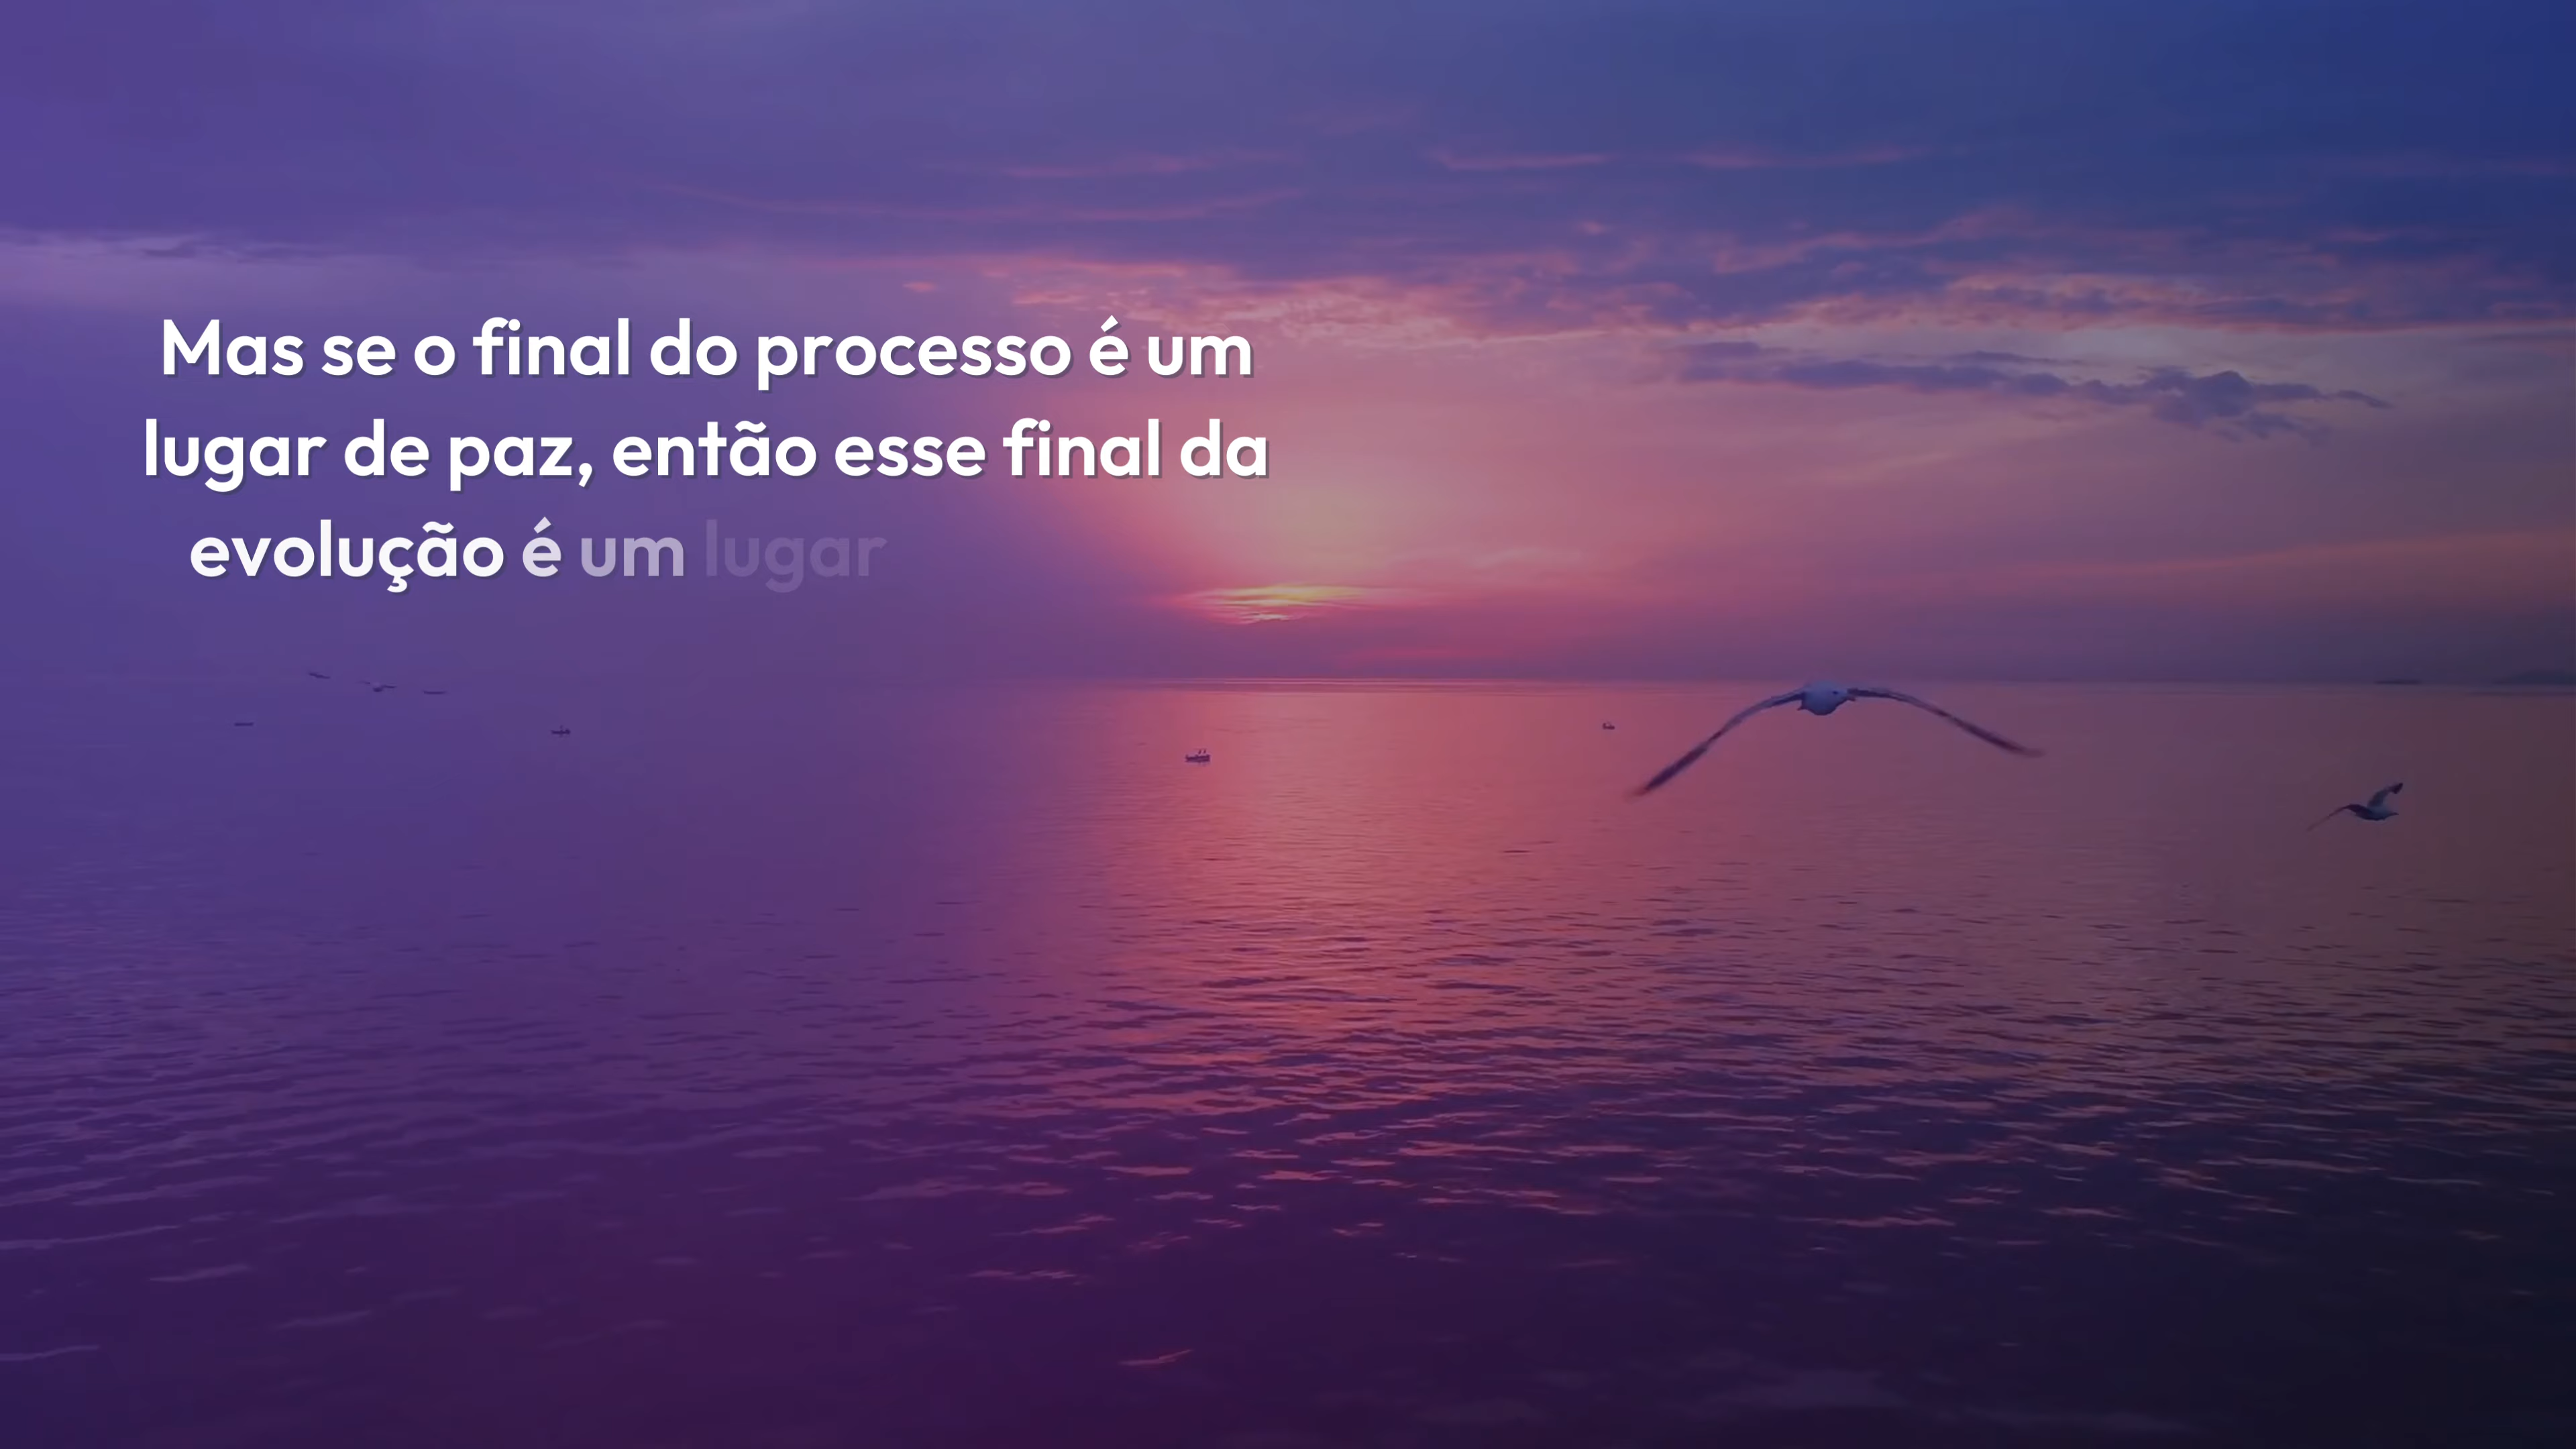 Mas se o final do processo é um
lugar de paz, então esse final da
evolução é um lugar